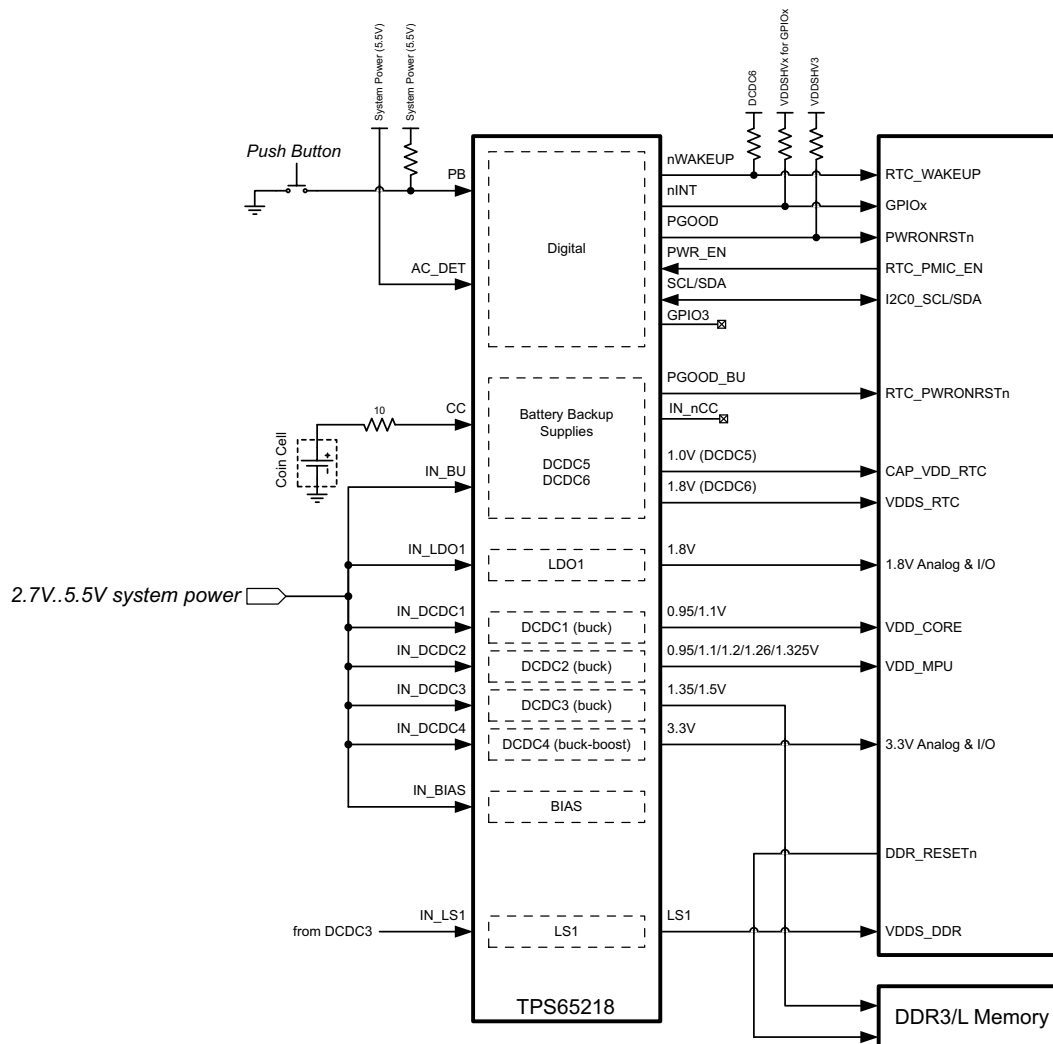 System Power (5.5V)
System Power (5.5V)
DCDC6
VDDSHVx for GPIOx
VDDSHV3
Push Button
PB
nWAKEUP
RTC_WAKEUP
nINT
GPIOx
PGOOD
PWRONRSTn
Digital
PWR_EN
RTC_PMIC_EN
AC_DET
SCL/SDA
I2C0_SCL/SDA
GPIO3
PGOOD_BU
RTC_PWRONRSTn
10
CC
IN_nCC
Battery Backup
Supplies
Coin Cell
+
DCDC5
DCDC6
IN_BU
1.0V (DCDC5)
CAP_VDD_RTC
1.8V (DCDC6)
VDDS_RTC
IN_LDO1
LDO1
1.8V
1.8V Analog & I/O
2.7V..5.5V system power
IN_DCDC1
DCDC1 (buck)
0.95/1.1V
VDD_CORE
IN_DCDC2
DCDC2 (buck)
0.95/1.1/1.2/1.26/1.325V
VDD_MPU
IN_DCDC3
DCDC3 (buck)
1.35/1.5V
IN_DCDC4
DCDC4 (buck-boost)
3.3V
3.3V Analog & I/O
IN_BIAS
BIAS
DDR_RESETn
from DCDC3
IN_LS1
LS1
LS1
VDDS_DDR
TPS65218
DDR3/L Memory